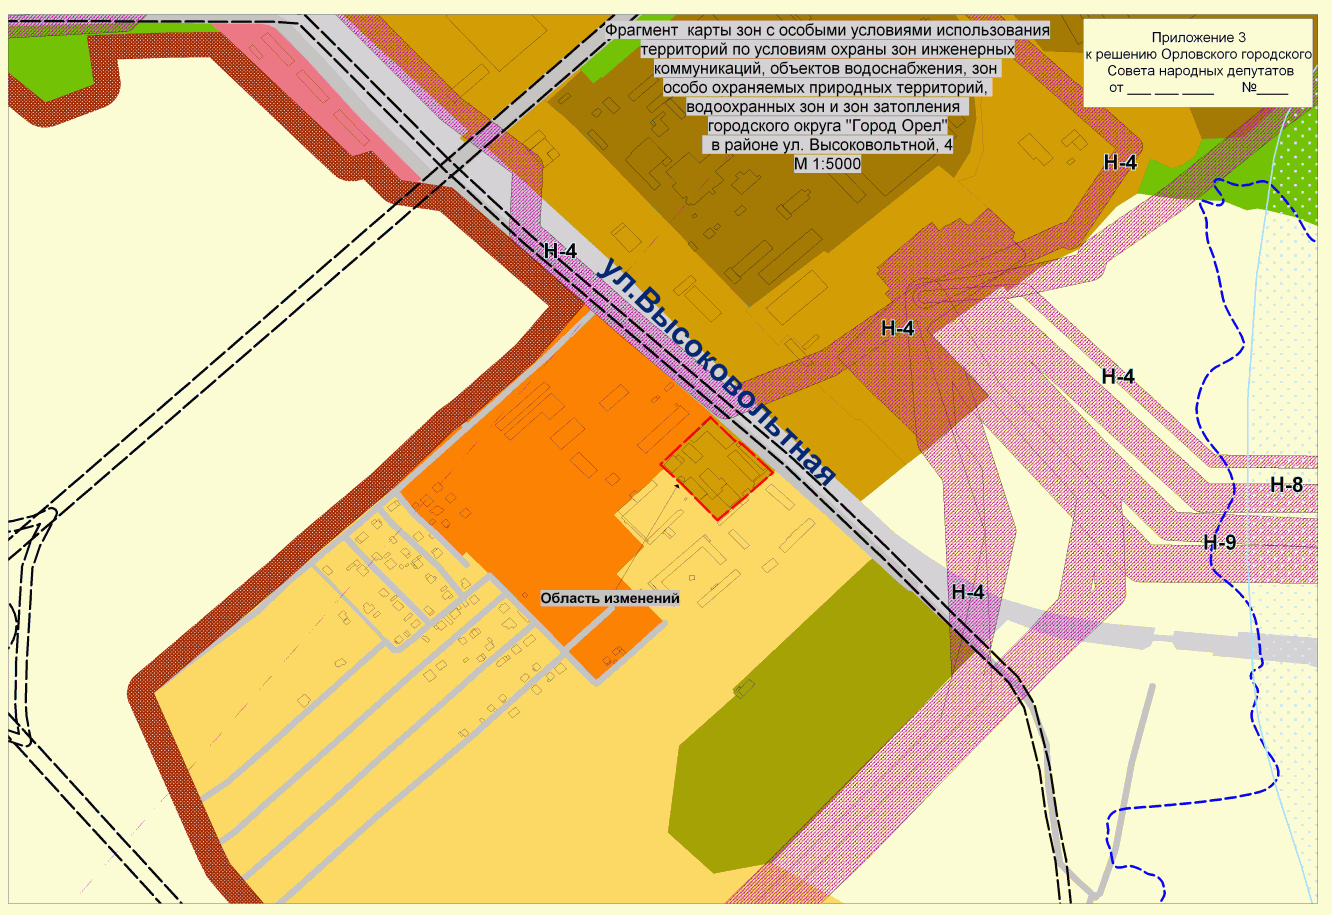 Фрагмент карты зон с особыми условиями использования
территорий по условиям охраны зон инженерных
коммуникаций, объектов водоснабжения, зон
особо охраняемых природных территорий,
водоохранных зон и зон затопления
городского округа "Город Орел"
в районе ул. Высоковольтной, 4
М 1:5000
Приложение 3
к решению Орловского городского
Совета народных депутатов
от ___ ___ ____ №____
Н-4
Н-4
ул.Высоковольтная
Н-4
Н-4
Н-8
Н-9
Н-4
Область изменений